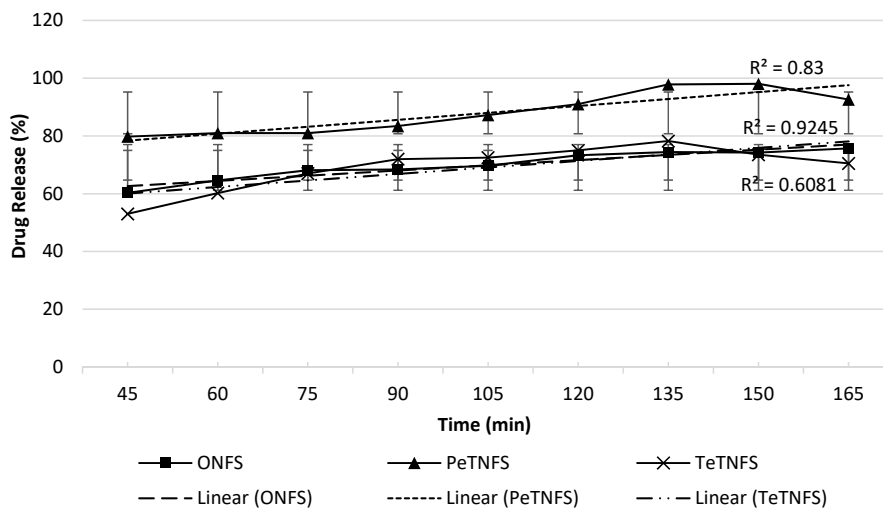 120
100
80
60
40
20
0
Drug Release (%)
R² = 0.83
R² = 0.9245
R² = 0.6081
45 60 75 90 105 120 135 150 165
Time (min)
ONFS PeTNFS TeTNFS
Linear (ONFS) Linear (PeTNFS) Linear (TeTNFS)